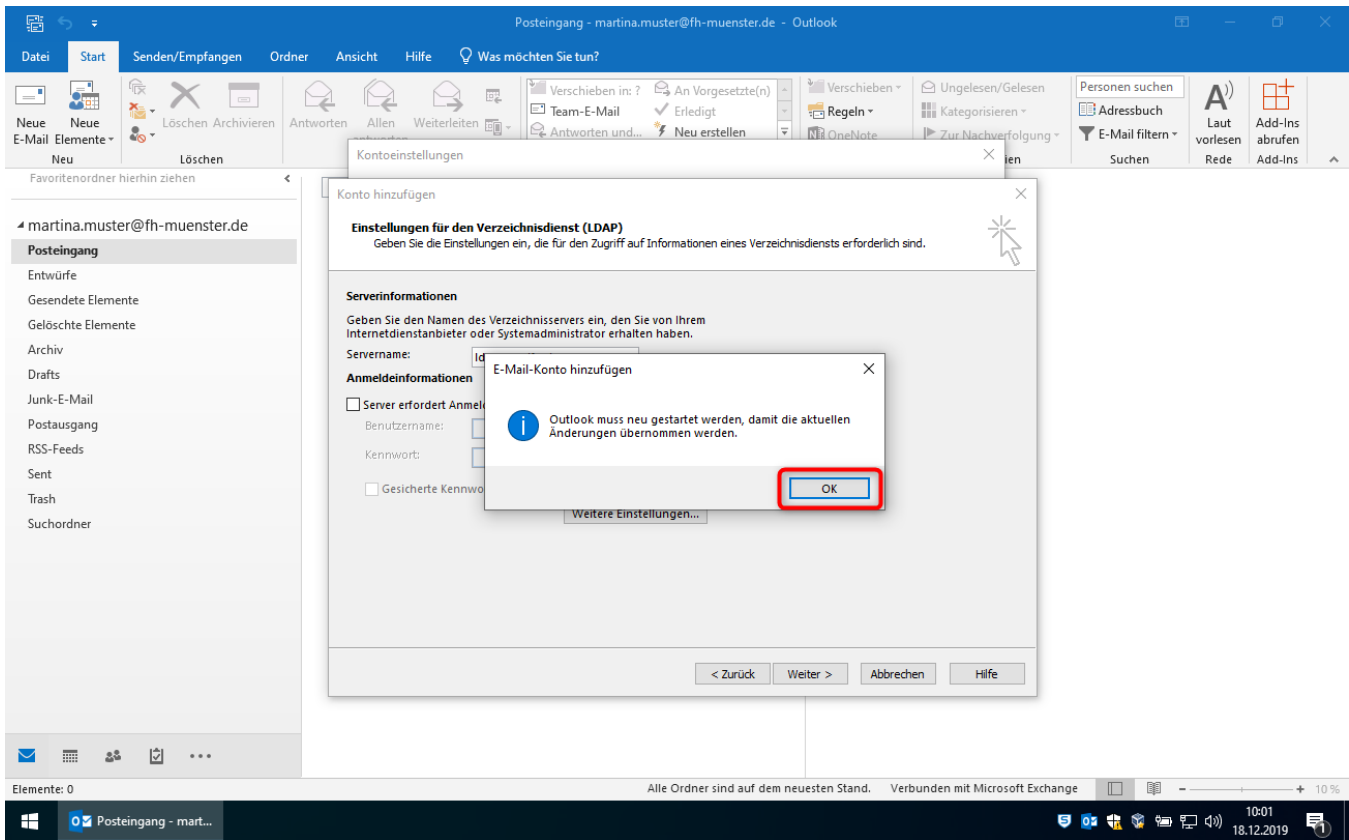 Posteingang - martina.muster@fh-muenster.de - Outlook
Datei Start Senden/Empfangen Ordner Ansicht Hilfe Was möchten Sie tun?
Neue E-Mail
Neue Elemente
Neu
Löschen Archivieren
Löschen
Antworten Allen antworten Weiterleiten
Verschieben in: ?
Team-E-Mail
Antworten und...
An Vorgesetzte(n)
Erledigt
Neu erstellen
Verschieben
Regeln
OneNote
Ungelesen/Gelesen
Kategorisieren
Zur Nachverfolgung
ien
Personen suchen
Adressbuch
E-Mail filtern
Suchen
Laut vorlesen
Rede
Add-Ins abrufen
Add-Ins
Favoritenordner hierhin ziehen
martina.muster@fh-muenster.de
Posteingang
Entwürfe
Gesendete Elemente
Gelöschte Elemente
Archiv
Drafts
Junk-E-Mail
Postausgang
RSS-Feeds
Sent
Trash
Suchordner
Kontoeinstellungen
Konto hinzufügen
Einstellungen für den Verzeichnisdienst (LDAP)
Geben Sie die Einstellungen ein, die für den Zugriff auf Informationen eines Verzeichnisdiensts erforderlich sind.
Serverinformationen
Geben Sie den Namen des Verzeichnisservers ein, den Sie von Ihrem
Internetdienstanbieter oder Systemadministrator erhalten haben.
Servername:
Anmeldeinformationen
Server erfordert Anmel
Benutzername:
Kennwort:
Gesicherte Kennwo
Weitere Einstellungen...
E-Mail-Konto hinzufügen
Outlook muss neu gestartet werden, damit die aktuellen
Änderungen übernommen werden.
OK
< Zurück Weiter > Abbrechen Hilfe
Elemente: 0
Alle Ordner sind auf dem neuesten Stand. Verbunden mit Microsoft Exchange
10 %
Posteingang - mart...
10:01
18.12.2019
1